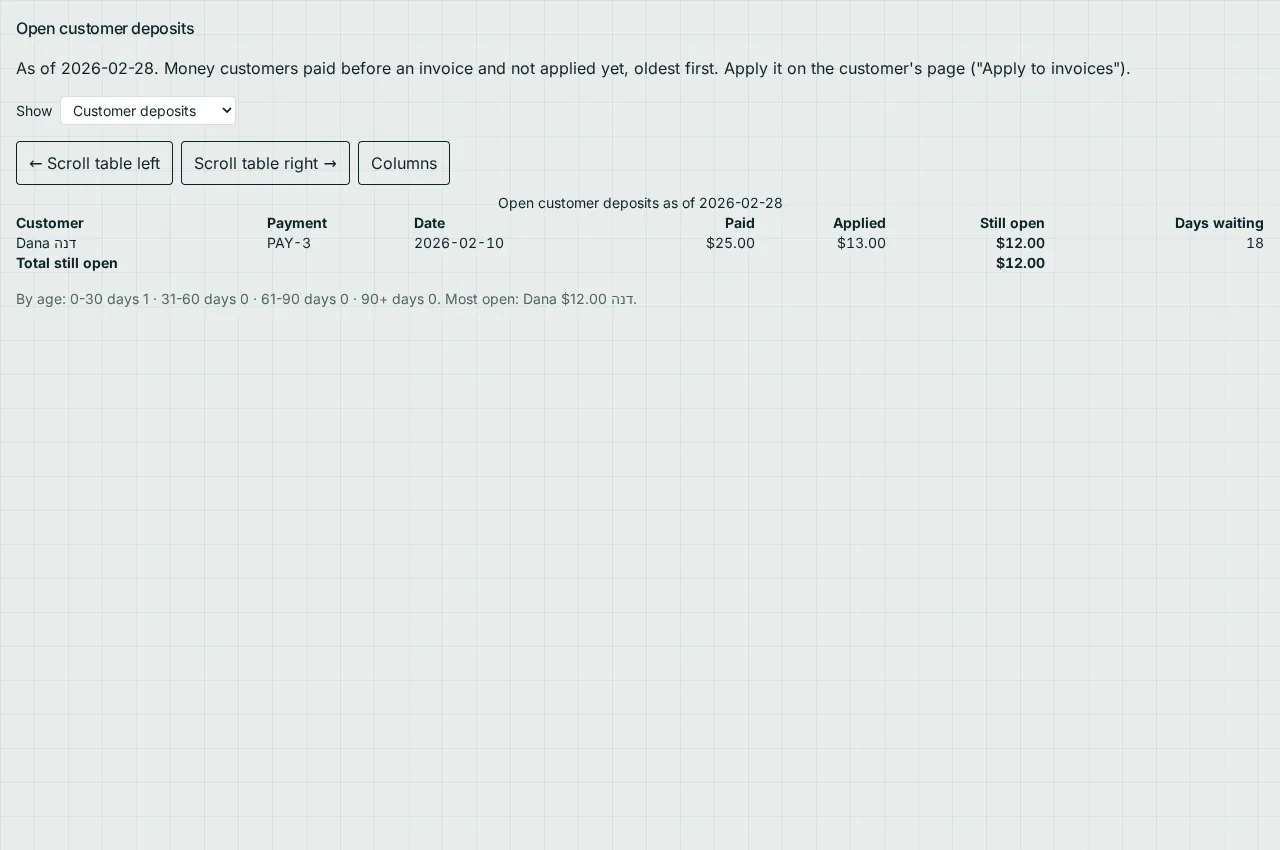 Open customer deposits
As of 2026-02-28. Money customers paid before an invoice and not applied yet, oldest first. Apply it on the customer's page ("Apply to invoices").
Show Customer deposits
← Scroll table left Scroll table right → Columns
Open customer deposits as of 2026-02-28
Customer Payment Date Paid Applied Still open Days waiting
Dana דנה PAY-3 2026-02-10 $25.00 $13.00 $12.00 18
Total still open $12.00
By age: 0-30 days 1 · 31-60 days 0 · 61-90 days 0 · 90+ days 0. Most open: Dana $12.00 דנה.